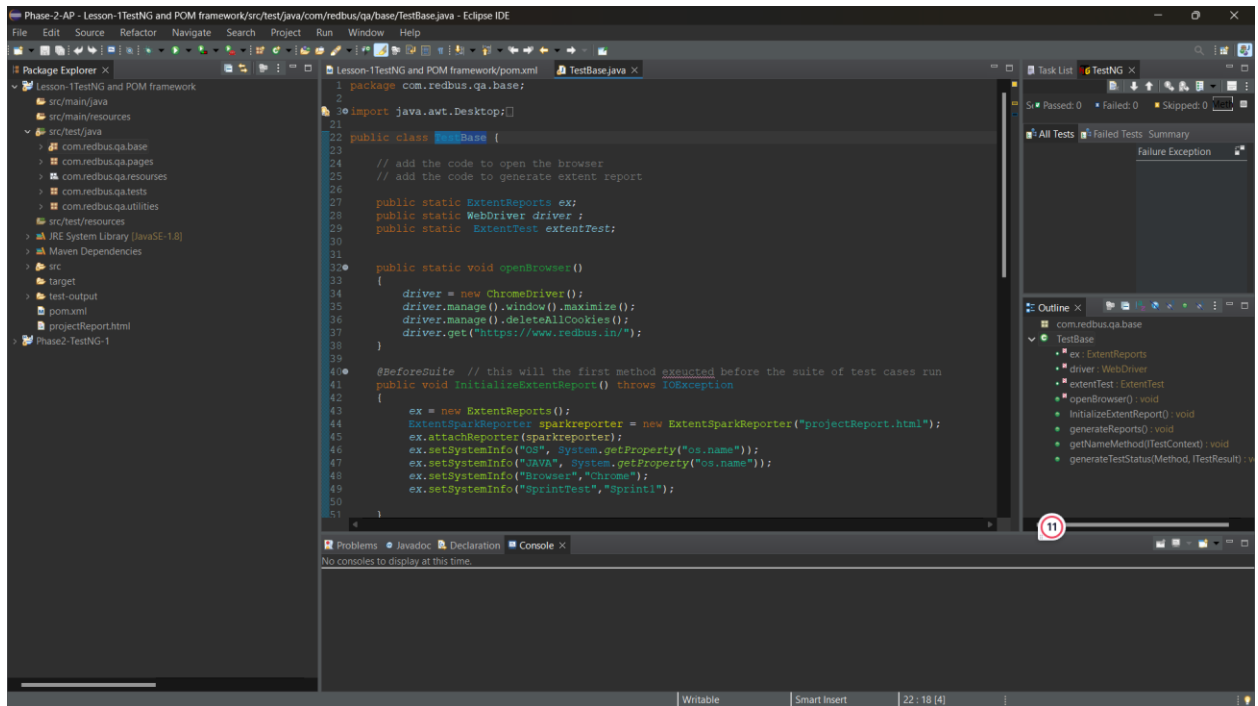 Phase-2-AP - Lesson-1TestNG and POM framework/src/test/java/com/redbus/qa/base/TestBase.java - Eclipse IDE
File Edit Source Refactor Navigate Search Project Run Window Help
Package Explorer
Lesson-1TestNG and POM framework
src/main/java
src/main/resources
src/test/java
com.redbus.qa.base
com.redbus.qa.pages
com.redbus.qa.resourses
com.redbus.qa.tests
com.redbus.qa.utilities
src/test/resources
JRE System Library [JavaSE-1.8]
Maven Dependencies
src
target
test-output
pom.xml
projectReport.html
Phase2-TestNG-1
Lesson-1TestNG and POM framework/pom.xml TestBase.java
1 package com.redbus.qa.base;
2
3 import java.awt.Desktop;
21
22 public class TestBase {
23
24 // add the code to open the browser
25 // add the code to generate extent report
26
27 public static ExtentReports ex;
28 public static WebDriver driver ;
29 public static ExtentTest extentTest;
30
31
32 public static void openBrowser()
33 {
34 driver = new ChromeDriver();
35 driver.manage().window().maximize();
36 driver.manage().deleteAllCookies();
37 driver.get("https://www.redbus.in/");
38 }
39
40 @BeforeSuite // this will the first method exeucted before the suite of test cases run
41 public void InitializeExtentReport() throws IOException
42 {
43 ex = new ExtentReports();
44 ExtentSparkReporter sparkreporter = new ExtentSparkReporter("projectReport.html");
45 ex.attachReporter(sparkreporter);
46 ex.setSystemInfo("OS", System.getProperty("os.name"));
47 ex.setSystemInfo("JAVA", System.getProperty("os.name"));
48 ex.setSystemInfo("Browser","Chrome");
49 ex.setSystemInfo("SprintTest","Sprint1");
50
51 }
Task List TestNG
Passed: 0 Failed: 0 Skipped: 0
All Tests Failed Tests Summary
Failure Exception
Outline
com.redbus.qa.base
TestBase
ex : ExtentReports
driver : WebDriver
extentTest : ExtentTest
openBrowser() : void
InitializeExtentReport() : void
generateReports() : void
getNameMethod(ITestContext) : void
generateTestStatus(Method, ITestResult) : v
11
Problems Javadoc Declaration Console
No consoles to display at this time.
Writable Smart Insert 22 : 18 [4]